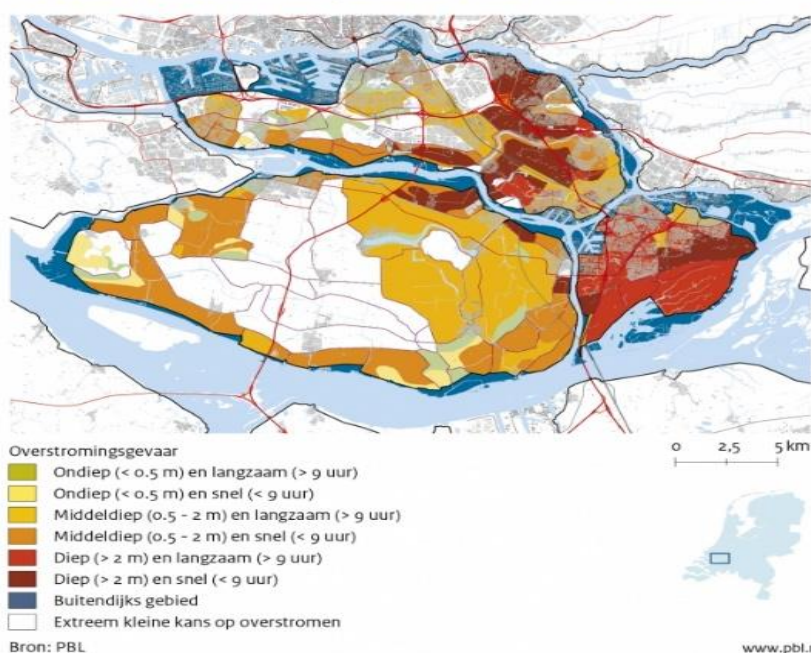 Overstromingsgevaar
0 2,5 5 km
Ondiep (< 0.5 m) en langzaam (> 9 uur)
Ondiep (< 0.5 m) en snel (< 9 uur)
Middeldiep (0.5 - 2 m) en langzaam (> 9 uur)
Middeldiep (0.5 - 2 m) en snel (< 9 uur)
Diep (> 2 m) en langzaam (> 9 uur)
Diep (> 2 m) en snel (< 9 uur)
Buitendijks gebied
Extreem kleine kans op overstromen
Bron: PBL
www.pbl.